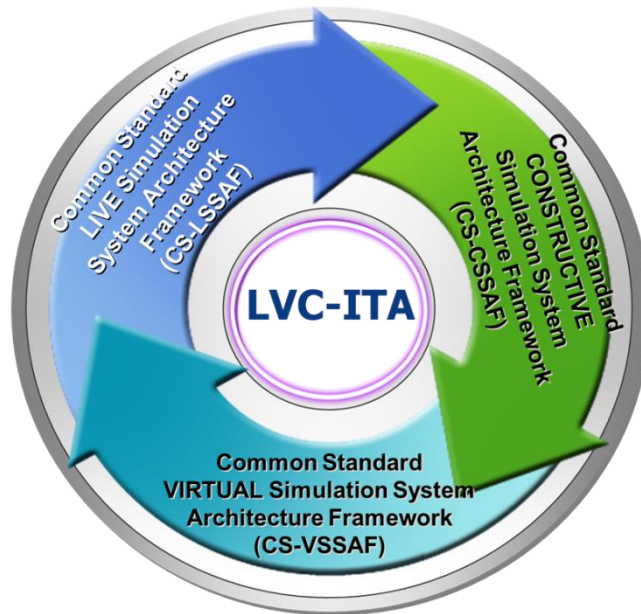 Common Standard
LIVE Simulation
System Architecture
Framework
(CS-LSSAF)
Common Standard
CONSTRUCTIVE
Simulation System
Architecture Framework
(CS-CSSAF)
LVC-ITA
Common Standard
VIRTUAL Simulation System
Architecture Framework
(CS-VSSAF)